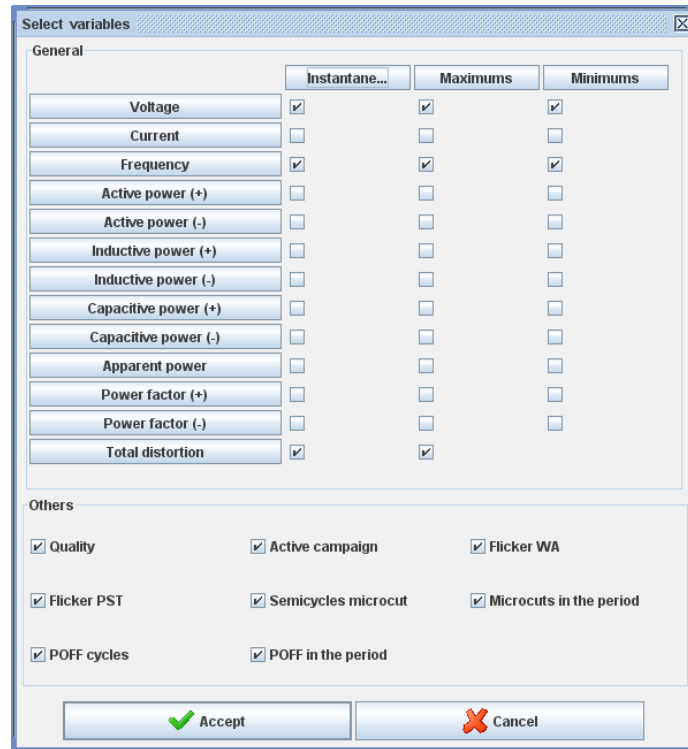 Select variables
General
Instantane... Maximums Minimums
Voltage
Current
Frequency
Active power (+)
Active power (-)
Inductive power (+)
Inductive power (-)
Capacitive power (+)
Capacitive power (-)
Apparent power
Power factor (+)
Power factor (-)
Total distortion
Others
Quality Active campaign Flicker WA
Flicker PST Semicycles microcut Microcuts in the period
POFF cycles POFF in the period
Accept Cancel